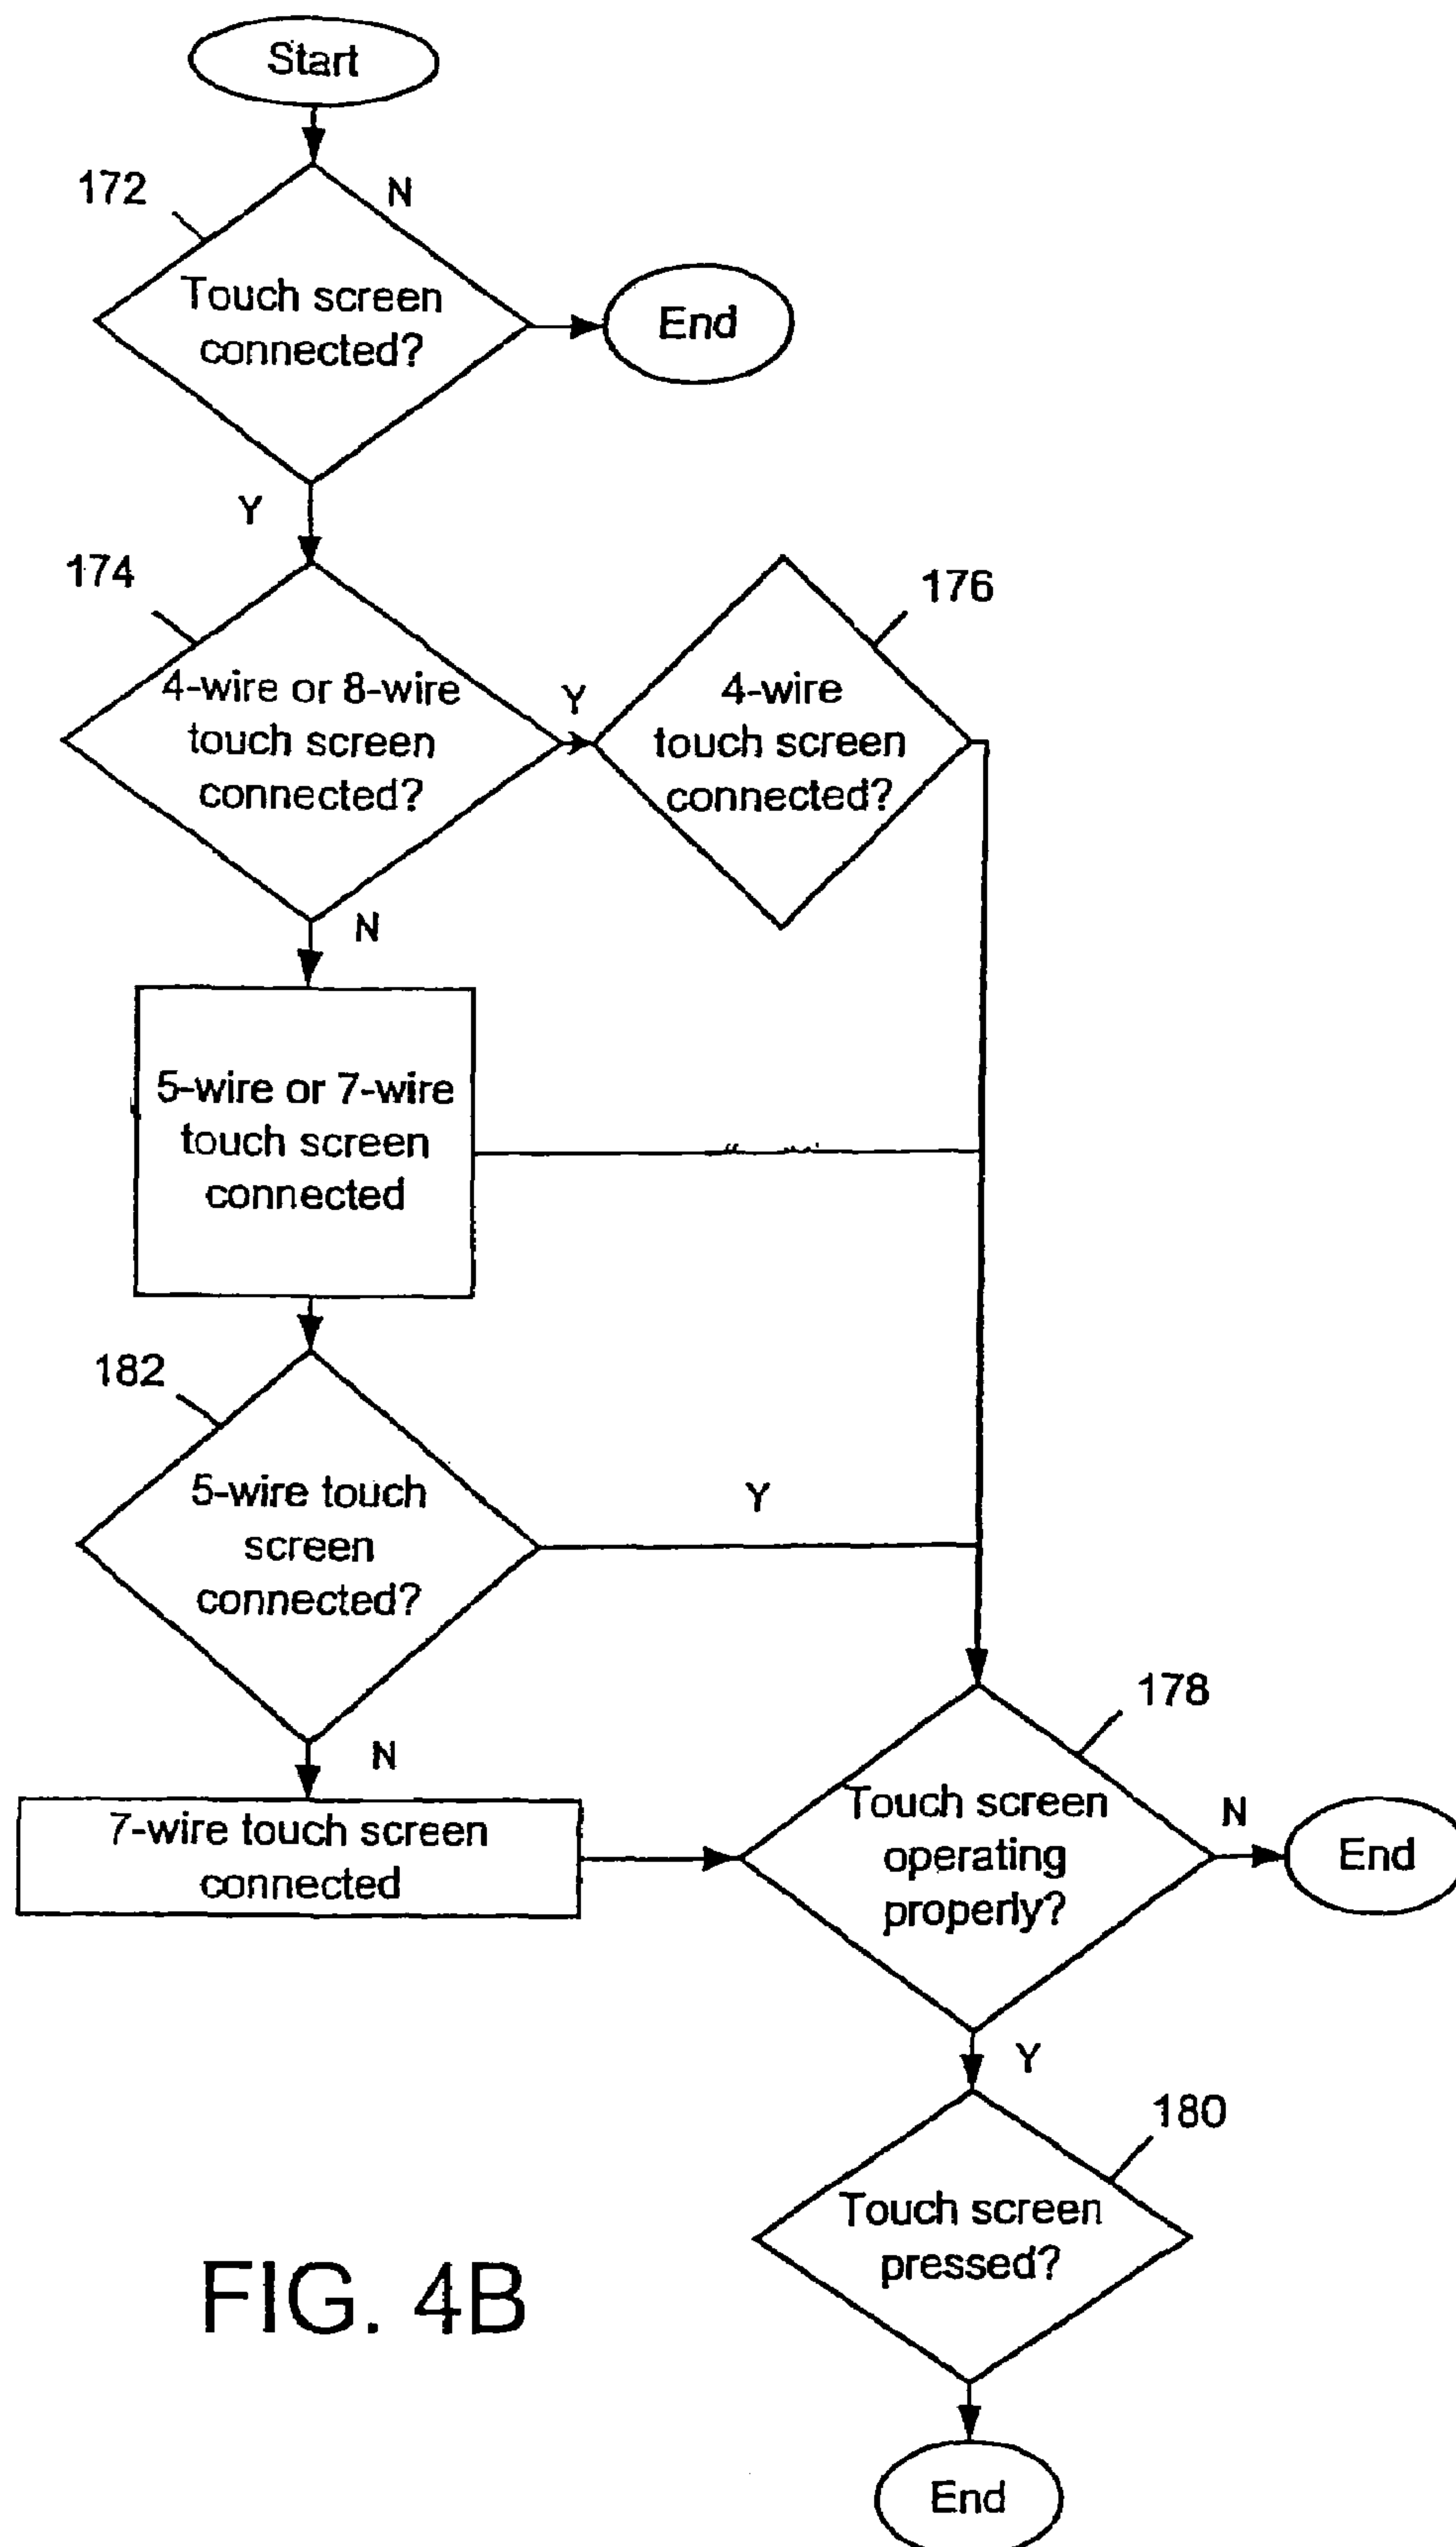 Start
172
N
Touch screen
connected?
End
Y
174
176
4-wire or 8-wire
touch screen
connected?
Y
4-wire
touch screen
connected?
N
5-wire or 7-wire
touch screen
connected
182
5-wire touch
screen
connected?
Y
178
N
7-wire touch screen
connected
Touch screen
operating
properly?
N
End
Y
180
Touch screen
pressed?
FIG. 4B
End